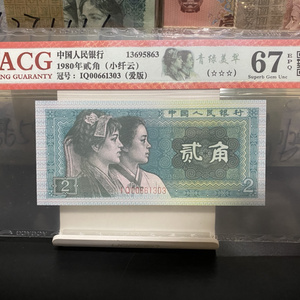 ACG
NG GUARANTY
中国人民银行 13695863
1980年贰角（小纤云）
冠号：IQ00661303（爱版）
青绿美翠
（☆☆☆）
67 EPQ
Superb Gem Unc
中国人民银行
贰角
2
IQ00661303
2